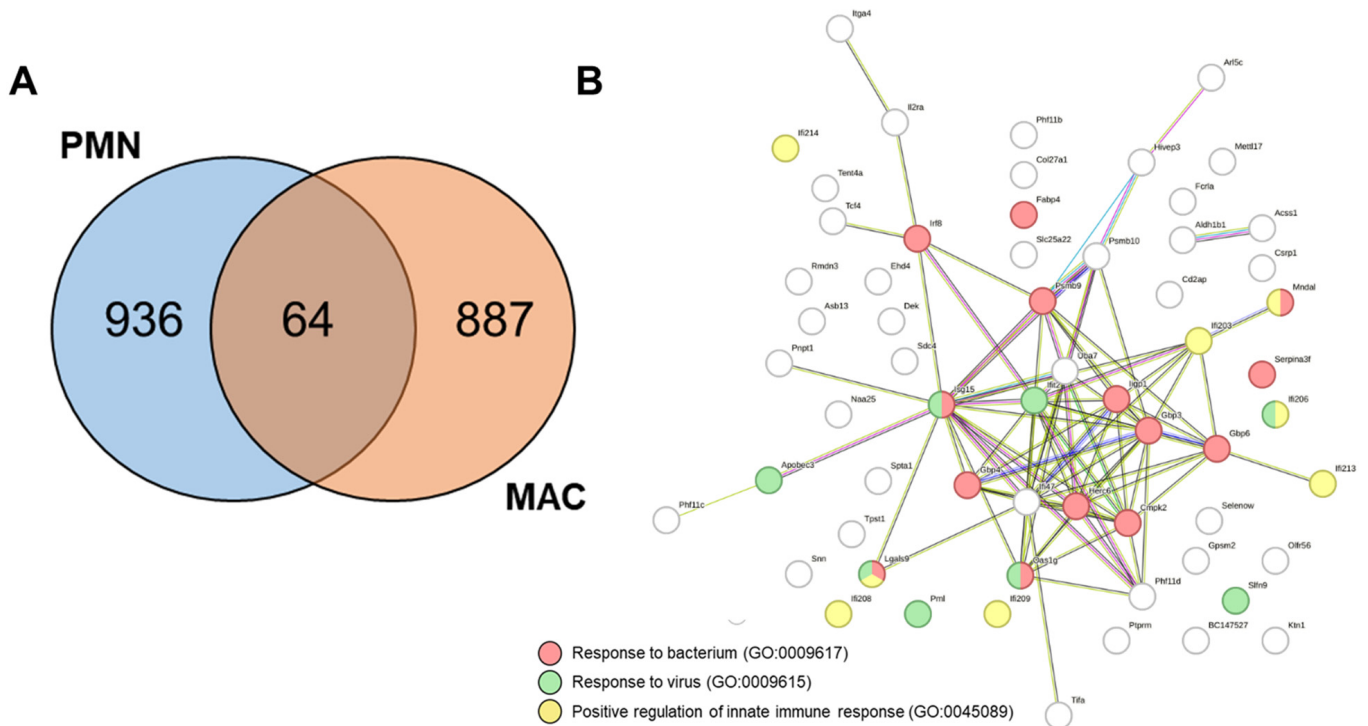 A
PMN
936
64
887
MAC
B
Itga4
Arl5c
Il2ra
Phf11b
Ifi214
Hivep3
Mettl17
Col27a1
Tent4a
Fcrla
Fabp4
Tcf4
Irf8
Aldh1b1
Acss1
Slc25a22
Psmb10
Rmdn3
Ehd4
Csrp1
Cd2ap
Psmb9
Mndal
Asb13
Dek
Ifi203
Sdc4
Pnpt1
Uba7
Serpina3f
Isg15
Ifit2
Iigp1
Naa25
Ifi206
Gbp3
Gbp6
Apobec3
Spta1
Gbp4
Ifi213
Ifi47
Herc6
Cmpk2
Phf11c
Selenow
Tpst1
Snn
Lgals9
Oas1g
Gpsm2
Olfr56
Phf11d
Slfn9
Ifi208
Pml
Ifi209
Ptprm
BC147527
Ktn1
Tifa
Response to bacterium (GO:0009617)
Response to virus (GO:0009615)
Positive regulation of innate immune response (GO:0045089)